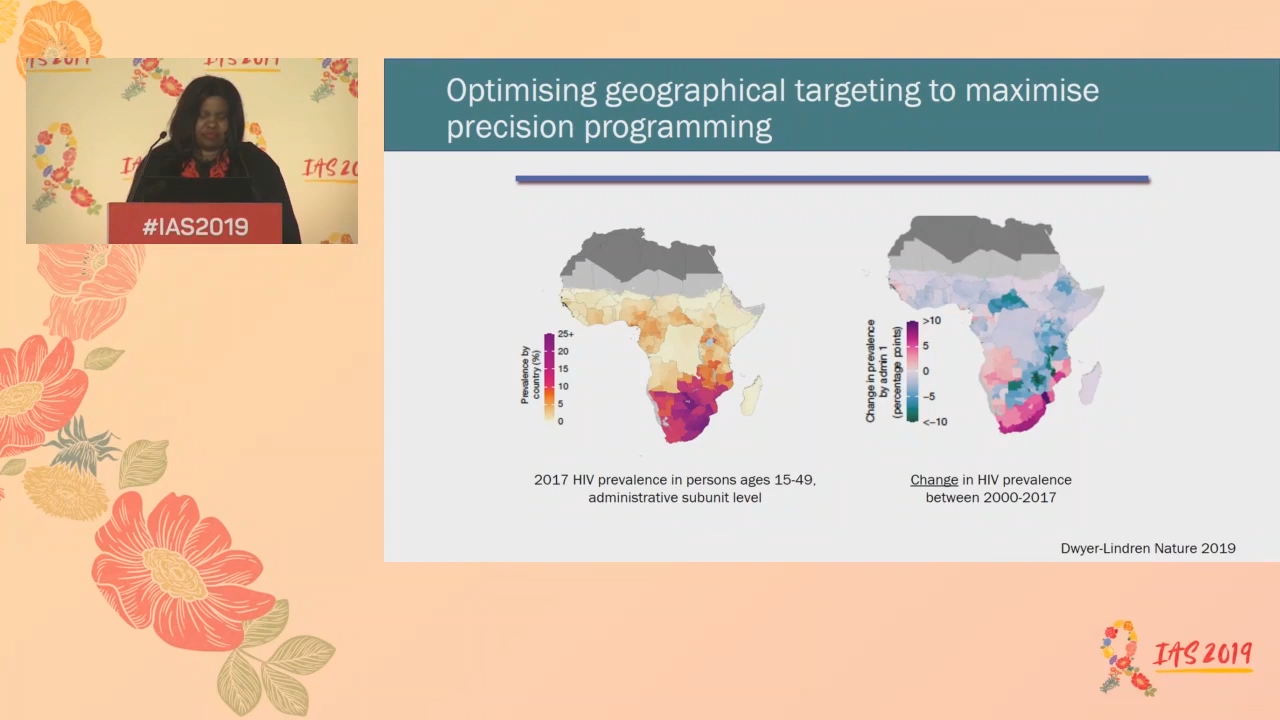 IAS 2019
#IAS2019
Optimising geographical targeting to maximise
precision programming
Prevalence by
country (%)
25+
20
15
10
5
0
2017 HIV prevalence in persons ages 15-49,
administrative subunit level
Change in prevalence
by admin 1
(percentage points)
>10
5
0
−5
<−10
Change in HIV prevalence
between 2000-2017
Dwyer-Lindren Nature 2019
IAS 2019